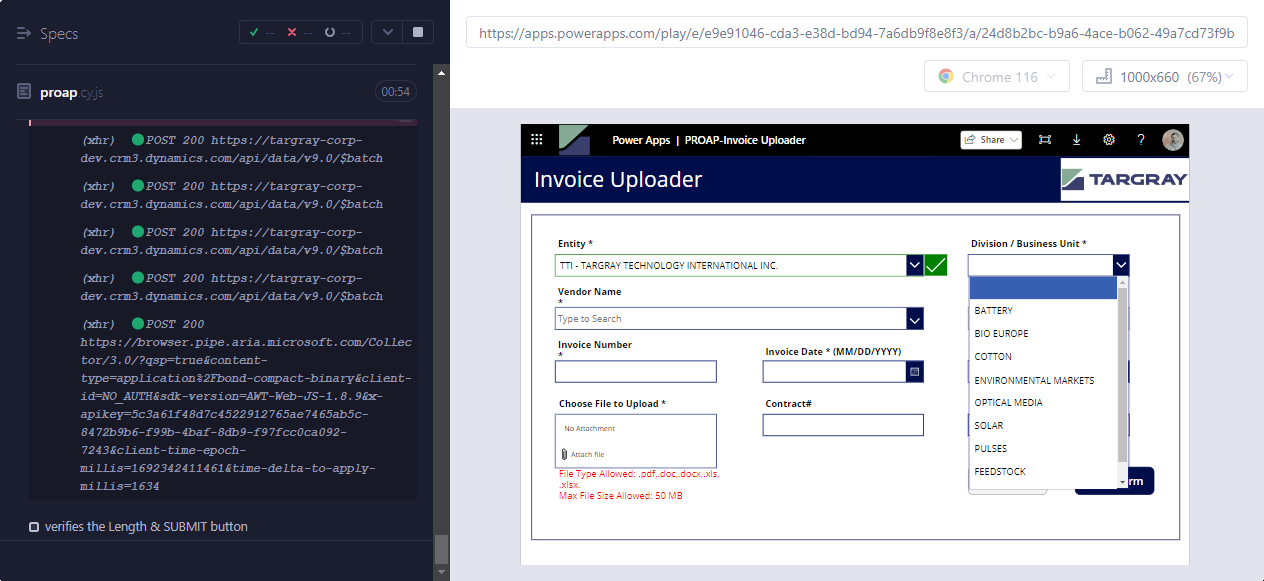 Specs
-- -- --
proap.cy.js
00:54
(xhr) POST 200 https://targray-corp-
dev.crm3.dynamics.com/api/data/v9.0/$batch
(xhr) POST 200 https://targray-corp-
dev.crm3.dynamics.com/api/data/v9.0/$batch
(xhr) POST 200 https://targray-corp-
dev.crm3.dynamics.com/api/data/v9.0/$batch
(xhr) POST 200 https://targray-corp-
dev.crm3.dynamics.com/api/data/v9.0/$batch
(xhr) POST 200
https://browser.pipe.aria.microsoft.com/Collec
tor/3.0/?qsp=true&content-
type=application%2Fbond-compact-binary&client-
id=NO_AUTH&sdk-version=AWT-Web-JS-1.8.9&x-
apikey=5c3a61f48d7c4522912765ae7465ab5c-
8472b9b6-f99b-4baf-8db9-f97fcc0ca092-
7243&client-time-epoch-
millis=1692342411461&time-delta-to-apply-
millis=1634
verifies the Length & SUBMIT button
https://apps.powerapps.com/play/e/e9e91046-cda3-e38d-bd94-7a6db9f8e8f3/a/24d8b2bc-b9a6-4ace-b062-49a7cd73f9b
Chrome 116
1000x660 (67%)
Power Apps | PROAP-Invoice Uploader
Share
?
Invoice Uploader
TARGRAY
Entity *
TTI - TARGRAY TECHNOLOGY INTERNATIONAL INC.
Vendor Name
*
Type to Search
Invoice Number
*
Invoice Date * (MM/DD/YYYY)
Choose File to Upload *
No Attachment
Attach file
Contract#
File Type Allowed: .pdf,.doc,.docx,.xls,
.xlsx.
Max File Size Allowed: 50 MB
Division / Business Unit *
BATTERY
BIO EUROPE
COTTON
ENVIRONMENTAL MARKETS
OPTICAL MEDIA
SOLAR
PULSES
FEEDSTOCK
rm